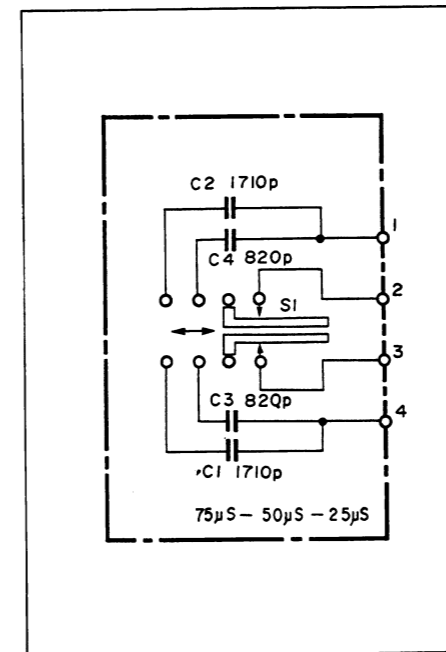 C2 1710p
1
C4 820p
2
S1
3
C3 820p
4
C1 1710p
75µS – 50µS – 25µS